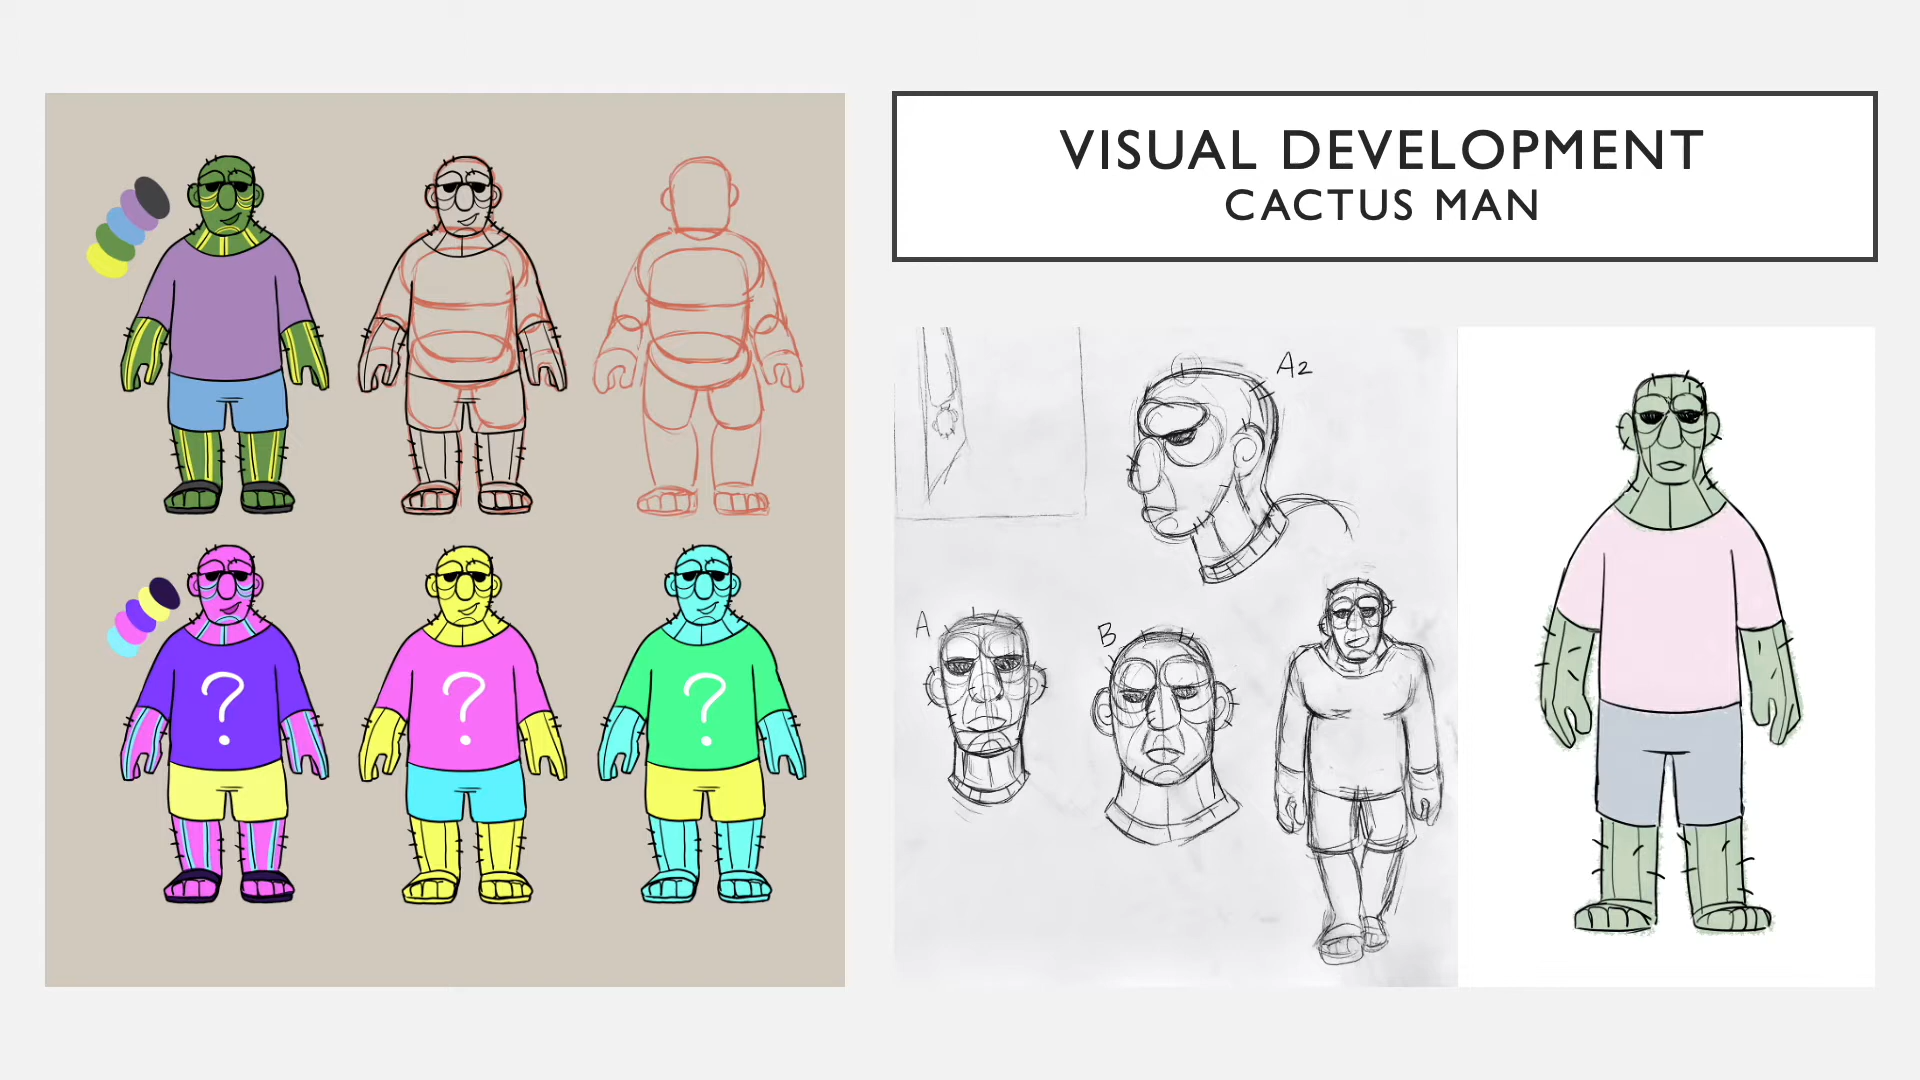 VISUAL DEVELOPMENT
CACTUS MAN
? ? ?
A2
A
B